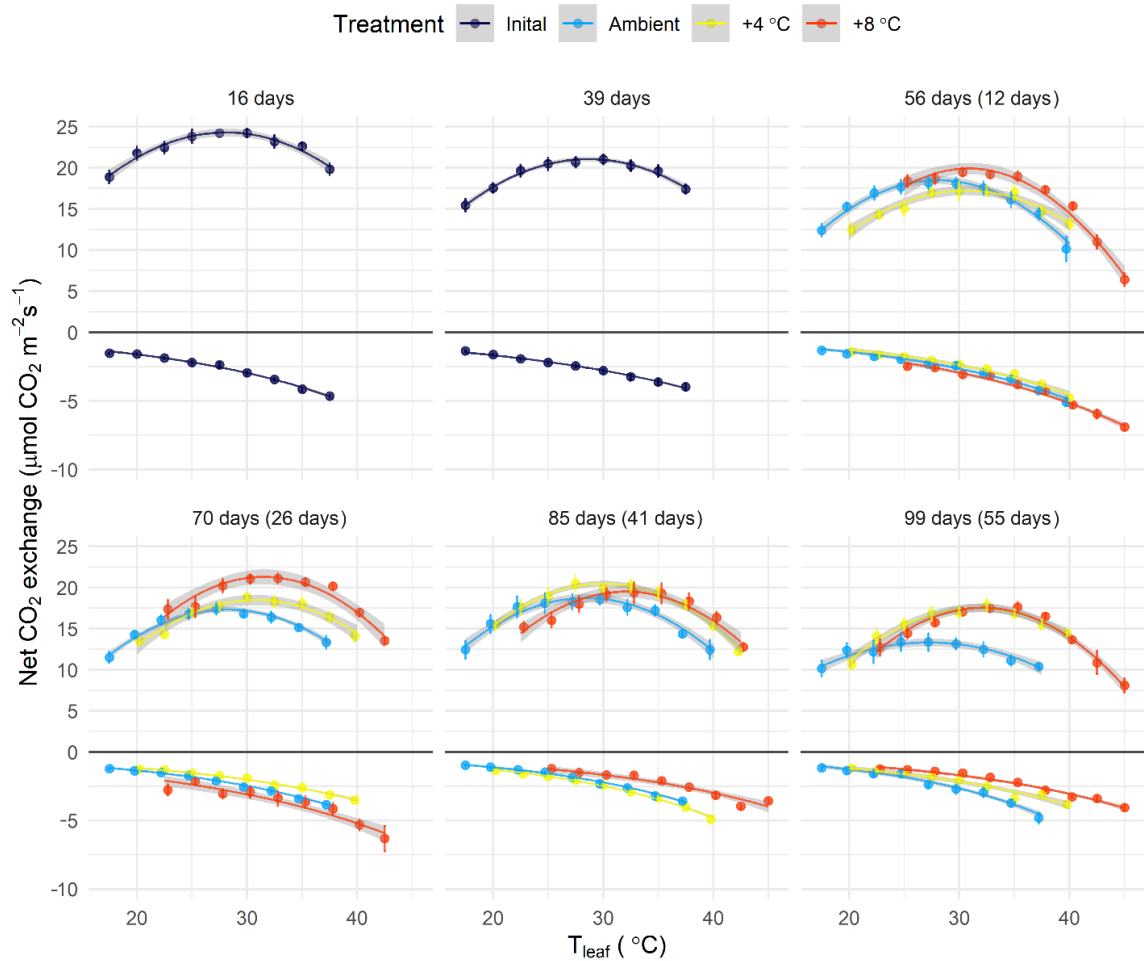 Treatment Inital Ambient +4 °C +8 °C
16 days 39 days 56 days (12 days)
25
20
15
10
5
0
-5
-10
70 days (26 days) 85 days (41 days) 99 days (55 days)
25
20
15
10
5
0
-5
-10
20 30 40 20 30 40 20 30 40
T_leaf ( °C)
Net CO₂ exchange (μmol CO₂ m⁻²s⁻¹)